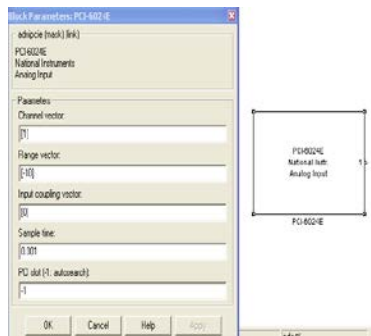 Block Parameters: PCI-6024E
adnipcie (mask) (link)
PCI-6024E
National Instruments
Analog Input
Parameters
Channel vector:
[1]
Range vector:
[-10]
Input coupling vector:
[0]
Sample time:
0.001
PCI slot (-1: autosearch):
-1
OK Cancel Help Apply
PCI-6024E
National Instr.
Analog Input
1
PCI-6024E